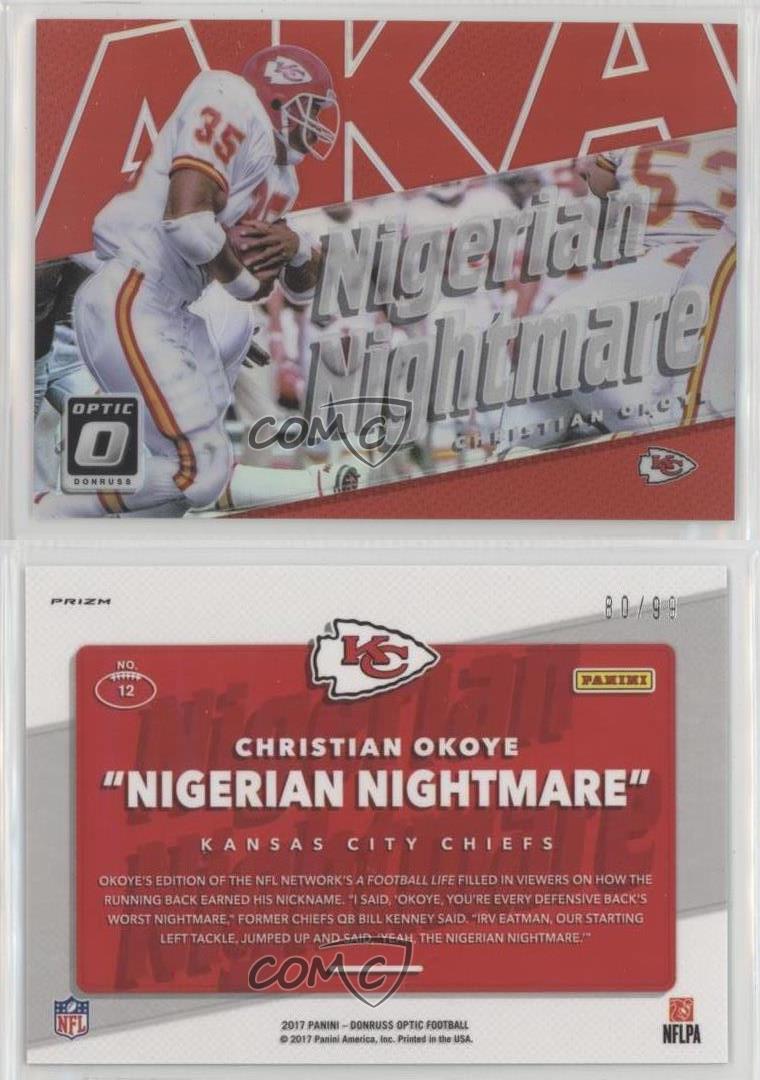 AKA
35
53
Nigerian
Nightmare
CHRISTIAN OKOYE
OPTIC
O
DONRUSS
KC
COMC
PRIZM
80/99
NO.
12
KC
PANINI
CHRISTIAN OKOYE
"NIGERIAN NIGHTMARE"
KANSAS CITY CHIEFS
OKOYE'S EDITION OF THE NFL NETWORK'S A FOOTBALL LIFE FILLED IN VIEWERS ON HOW THE
RUNNING BACK EARNED HIS NICKNAME. "I SAID, 'OKOYE, YOU'RE EVERY DEFENSIVE BACK'S
WORST NIGHTMARE," FORMER CHIEFS QB BILL KENNEY SAID. "IRV EATMAN, OUR STARTING
LEFT TACKLE, JUMPED UP AND SAID, 'YEAH, THE NIGERIAN NIGHTMARE.'"
COMC
NFL
2017 PANINI – DONRUSS OPTIC FOOTBALL
© 2017 Panini America, Inc. Printed in the USA.
NFLPA